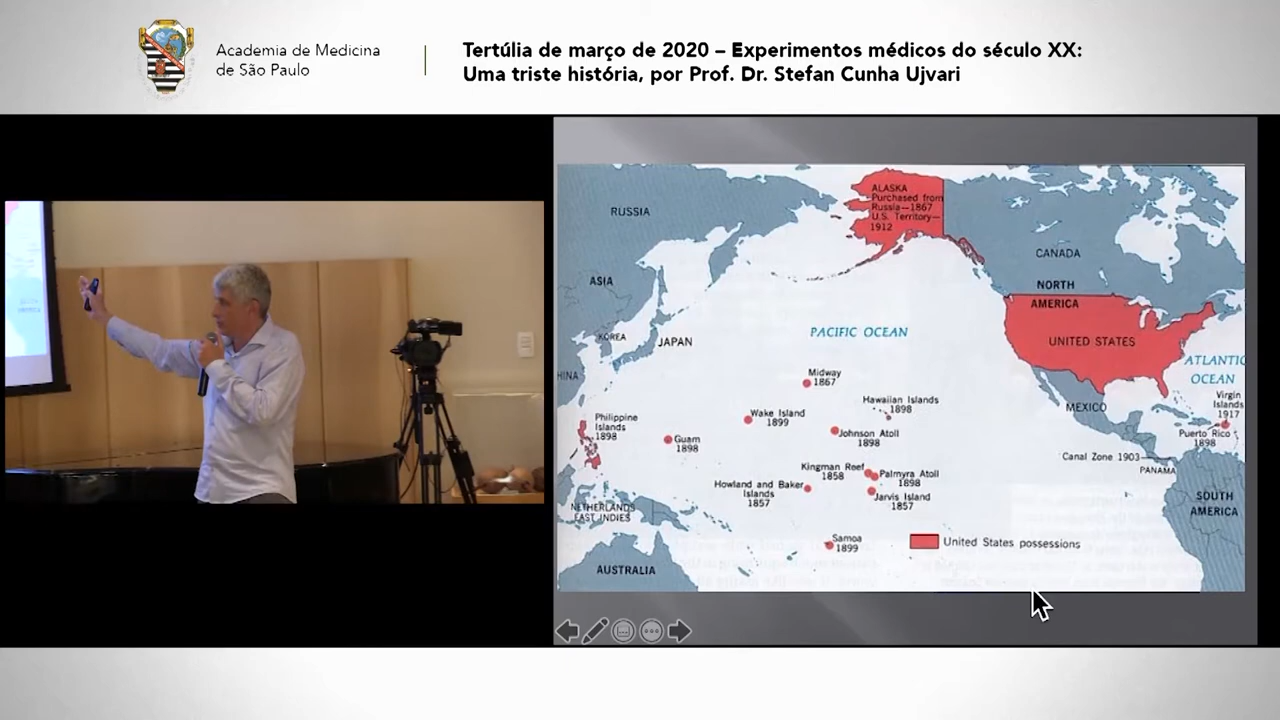 Academia de Medicina
de São Paulo
Tertúlia de março de 2020 – Experimentos médicos do século XX:
Uma triste história, por Prof. Dr. Stefan Cunha Ujvari
RUSSIA
ALASKA
Purchased from
Russia—1867
U.S. Territory—
1912
CANADA
ASIA
NORTH
AMERICA
KOREA
JAPAN
PACIFIC OCEAN
UNITED STATES
ATLANTIC
OCEAN
HINA
Midway
1867
Hawaiian Islands
1898
MEXICO
Virgin
Islands
1917
Philippine
Islands
1898
Wake Island
1899
Guam
1898
Johnson Atoll
1898
Puerto Rico
1898
Canal Zone 1903
PANAMA
Kingman Reef
1858
Palmyra Atoll
1898
Howland and Baker
Islands
1857
Jarvis Island
1857
SOUTH
AMERICA
NETHERLANDS
EAST INDIES
Samoa
1899
United States possessions
AUSTRALIA